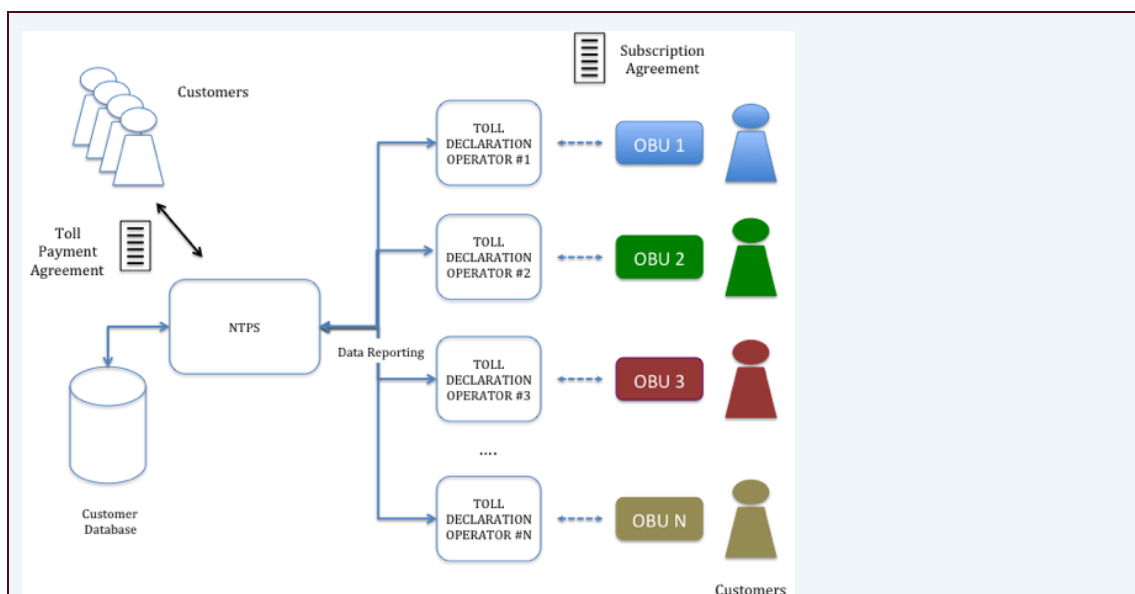 Subscription
Agreement
Customers
TOLL
DECLARATION
OPERATOR #1
OBU 1
Toll
Payment
Agreement
TOLL
DECLARATION
OPERATOR #2
OBU 2
NTPS
Data Reporting
TOLL
DECLARATION
OPERATOR #3
OBU 3
....
TOLL
DECLARATION
OPERATOR #N
OBU N
Customer
Database
Customers